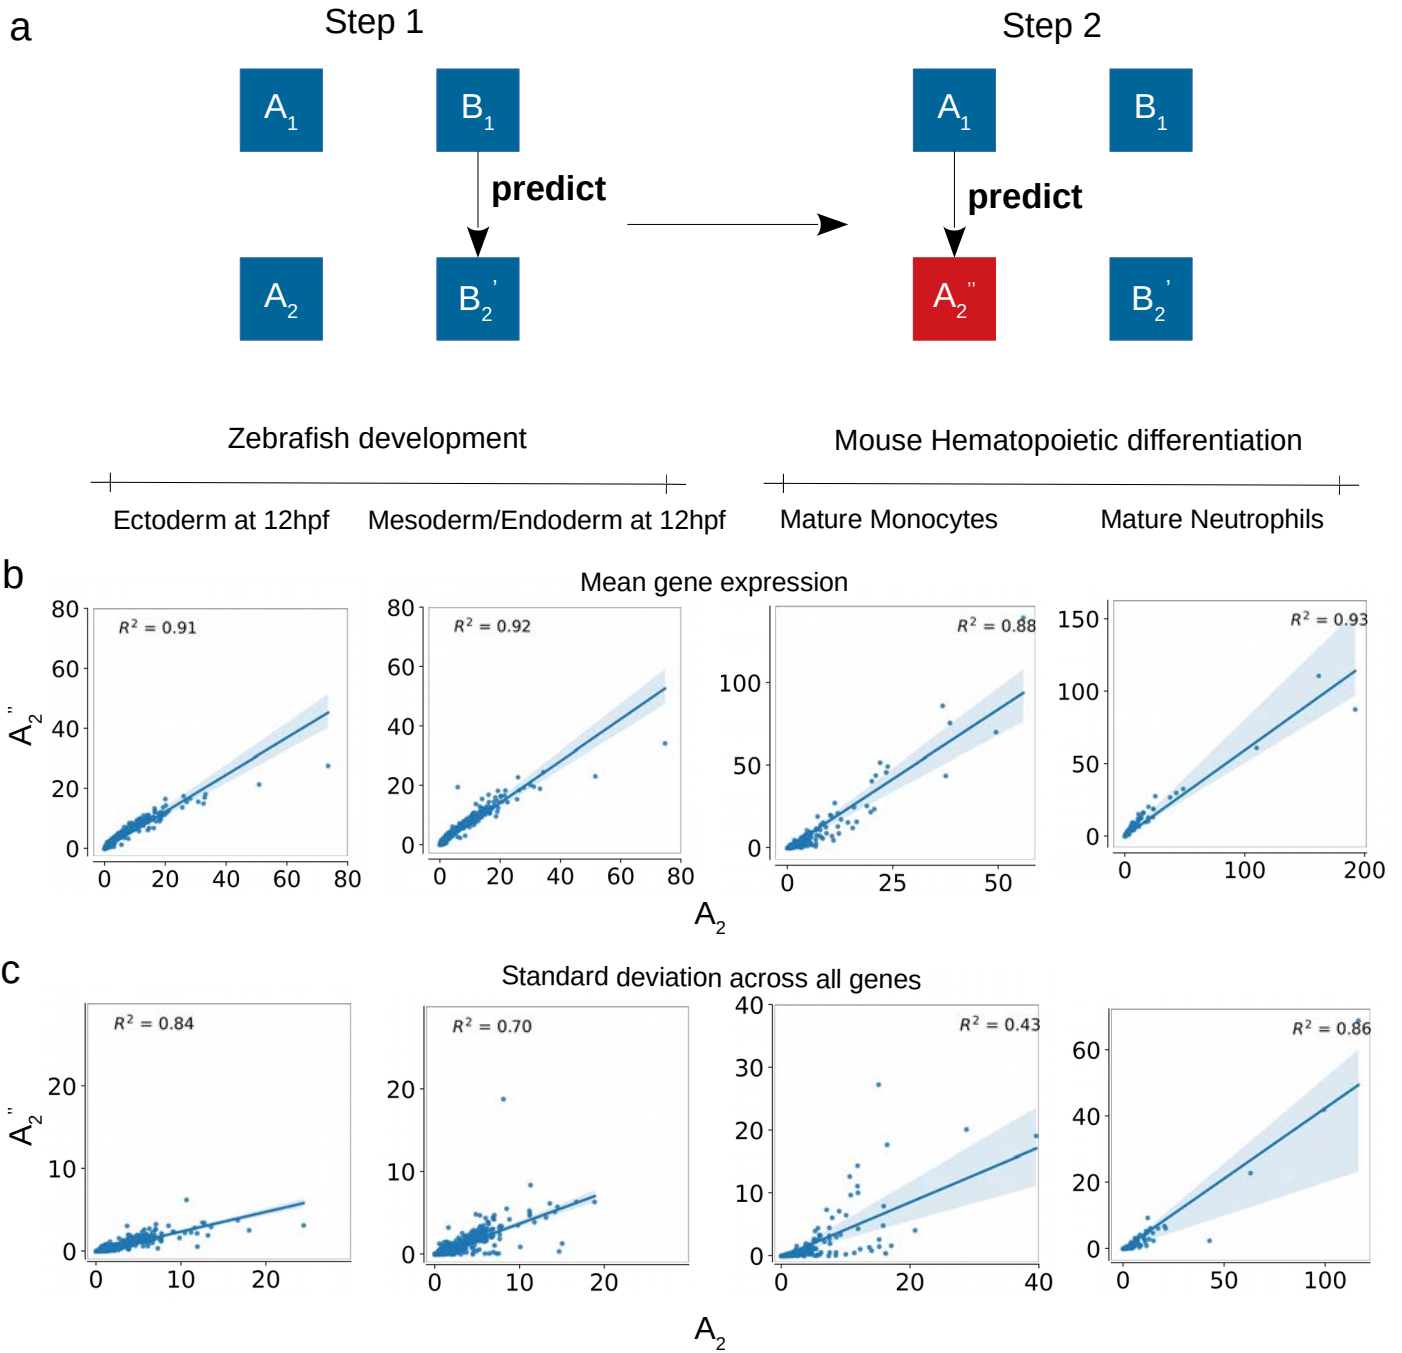 a
Step 1
Step 2
A1
B1
A1
B1
predict
predict
A2
B2’
A2”
B2’
Zebrafish development
Mouse Hematopoietic differentiation
Ectoderm at 12hpf
Mesoderm/Endoderm at 12hpf
Mature Monocytes
Mature Neutrophils
b
Mean gene expression
A2”
80
60
40
20
0
R² = 0.91
0 20 40 60 80
80
60
40
20
0
R² = 0.92
0 20 40 60 80
100
50
0
R² = 0.88
0 25 50
150
100
50
0
R² = 0.93
0 100 200
A2
c
Standard deviation across all genes
A2”
20
10
0
R² = 0.84
0 10 20
20
10
0
R² = 0.70
0 10 20
40
30
20
10
0
R² = 0.43
0 20 40
60
40
20
0
R² = 0.86
0 50 100
A2